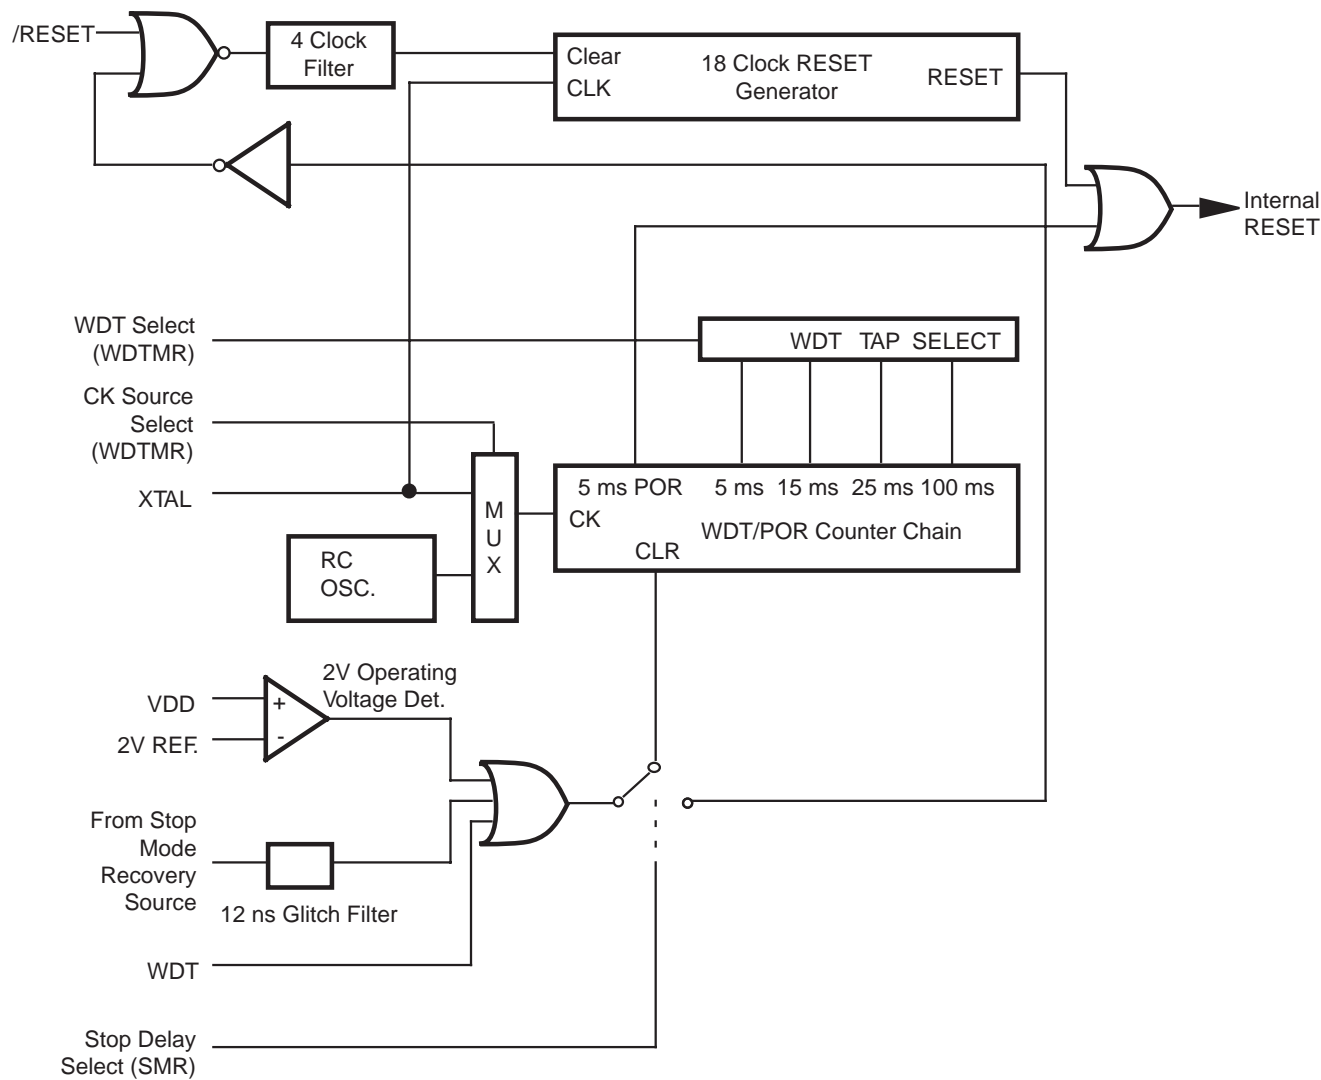 /RESET
4 Clock
Filter
Clear
CLK
18 Clock RESET
Generator
RESET
Internal
RESET
WDT Select
(WDTMR)
WDT TAP SELECT
CK Source
Select
(WDTMR)
XTAL
M
U
X
5 ms POR 5 ms 15 ms 25 ms 100 ms
CK
WDT/POR Counter Chain
CLR
RC
OSC.
2V Operating
Voltage Det.
VDD
+
2V REF.
-
From Stop
Mode
Recovery
Source
12 ns Glitch Filter
WDT
Stop Delay
Select (SMR)